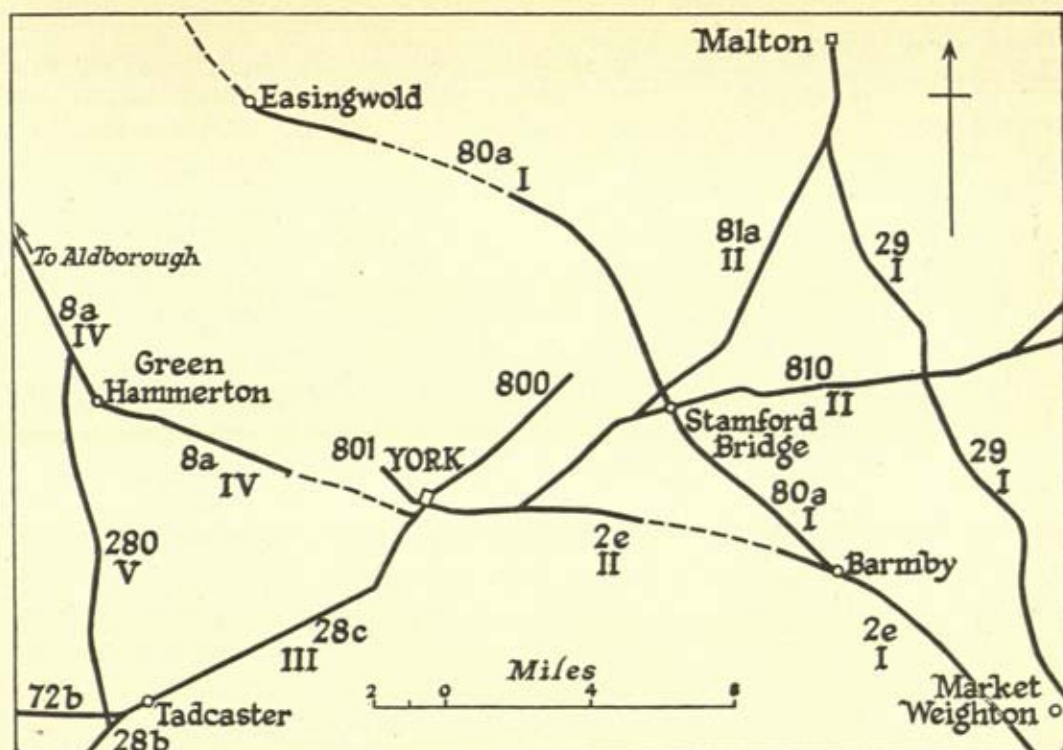 Malton
Easingwold
80a
I
81a
II
29
I
To Aldborough
8a
IV
Green
Hammerton
800
810
II
801
YORK
Stamford
Bridge
8a
IV
29
I
80a
I
280
V
2e
II
Barmby
28c
III
2e
I
Miles
72b
2 0 4 8
Tadcaster
Market
Weighton
28b